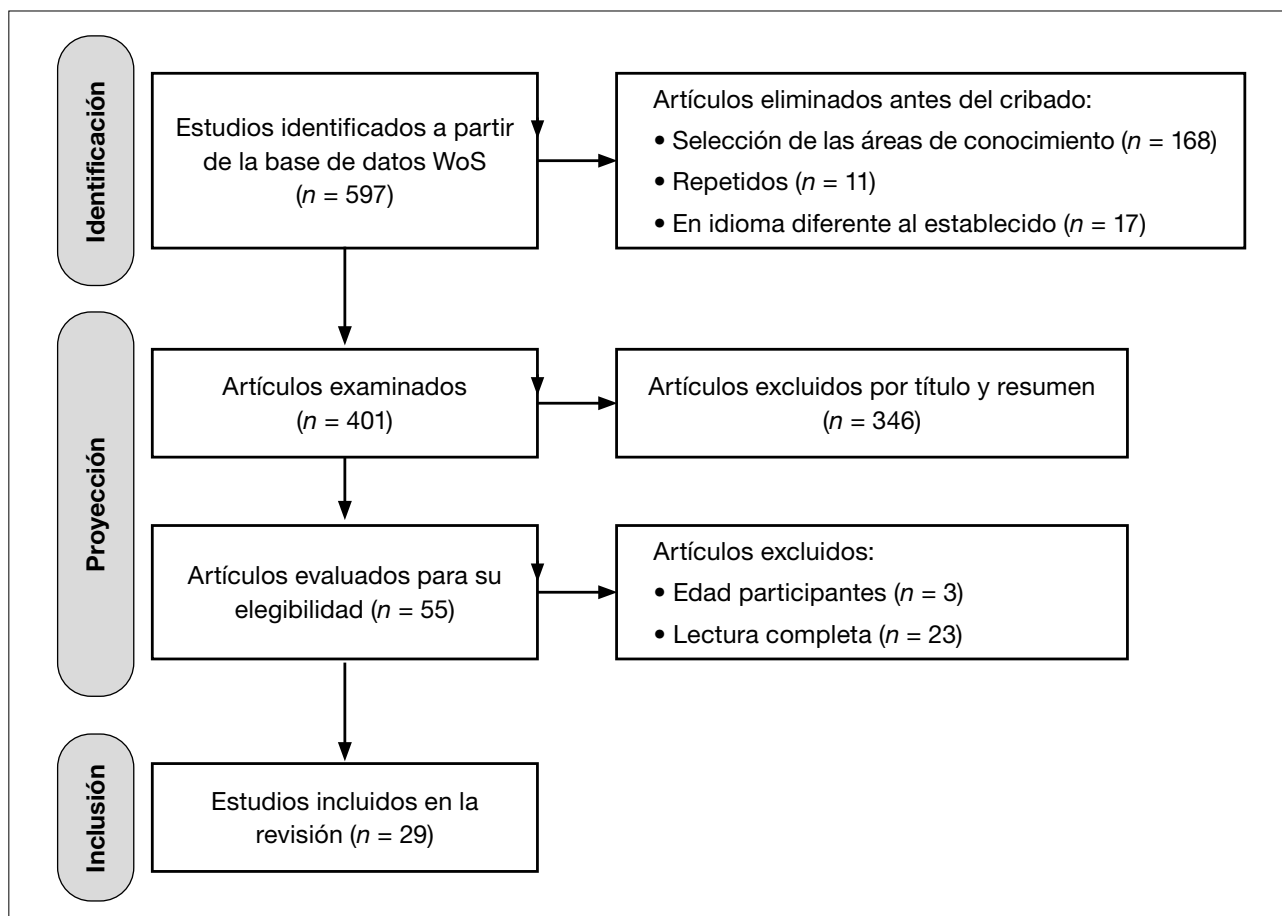 Identificación
Estudios identificados a partir
de la base de datos WoS
(n = 597)
Artículos eliminados antes del cribado:
• Selección de las áreas de conocimiento (n = 168)
• Repetidos (n = 11)
• En idioma diferente al establecido (n = 17)
Proyección
Artículos examinados
(n = 401)
Artículos excluidos por título y resumen
(n = 346)
Artículos evaluados para su
elegibilidad (n = 55)
Artículos excluidos:
• Edad participantes (n = 3)
• Lectura completa (n = 23)
Inclusión
Estudios incluidos en la
revisión (n = 29)